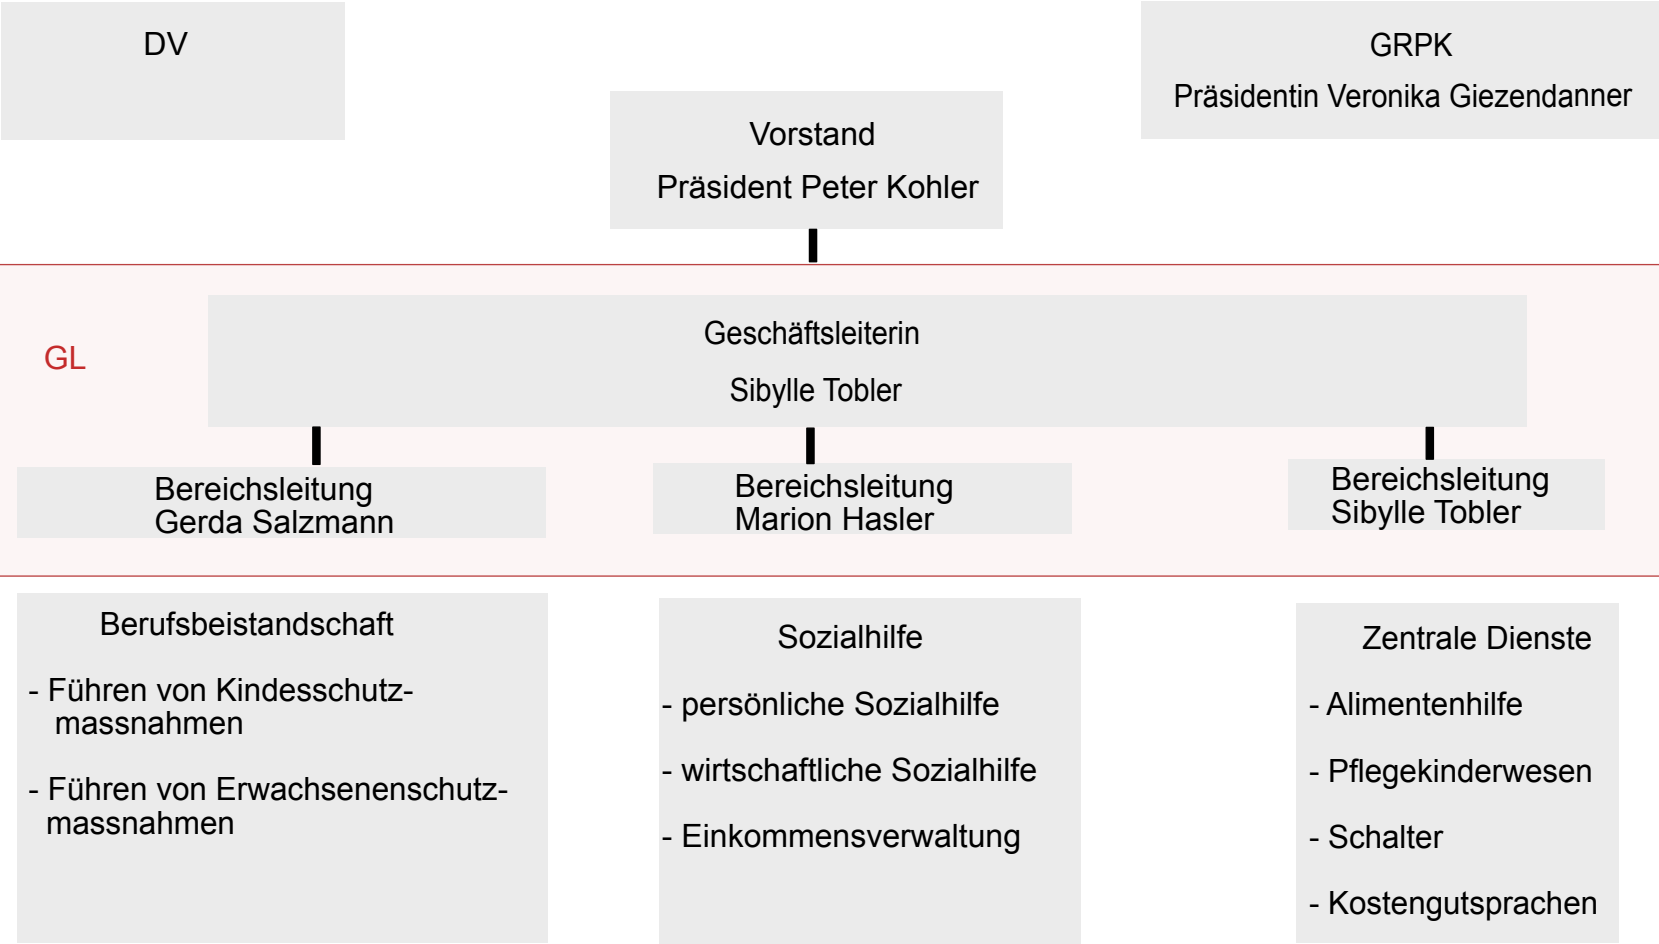 DV
GRPK
Präsidentin Veronika Giezendanner
Vorstand
Präsident Peter Kohler
GL
Geschäftsleiterin
Sibylle Tobler
Bereichsleitung
Gerda Salzmann
Bereichsleitung
Marion Hasler
Bereichsleitung
Sibylle Tobler
Berufsbeistandschaft
- Führen von Kindesschutz-
massnahmen
- Führen von Erwachsenenschutz-
massnahmen
Sozialhilfe
- persönliche Sozialhilfe
- wirtschaftliche Sozialhilfe
- Einkommensverwaltung
Zentrale Dienste
- Alimentenhilfe
- Pflegekinderwesen
- Schalter
- Kostengutsprachen